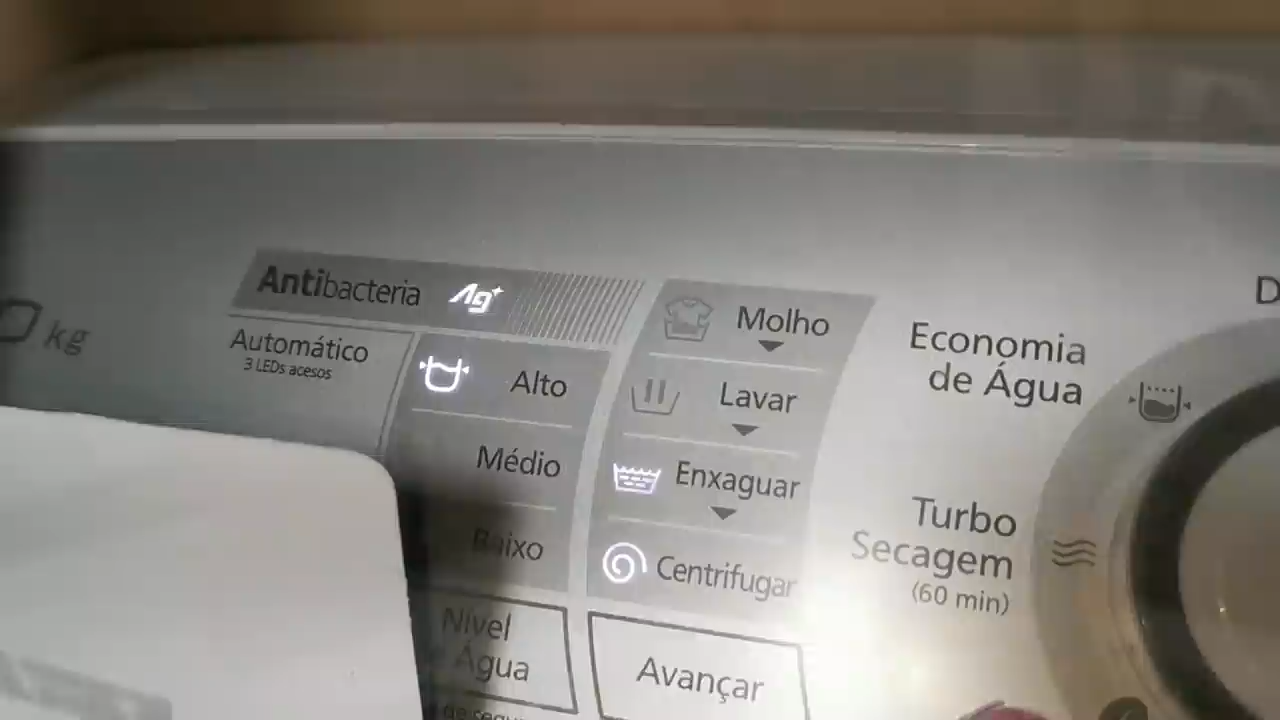 Antibacteria Ag+
kg
Automático
3 LEDs acesos
Alto
Médio
Baixo
Nível
Água
Molho
Lavar
Enxaguar
Centrifugar
Avançar
Economia
de Água
Turbo
Secagem
(60 min)
D